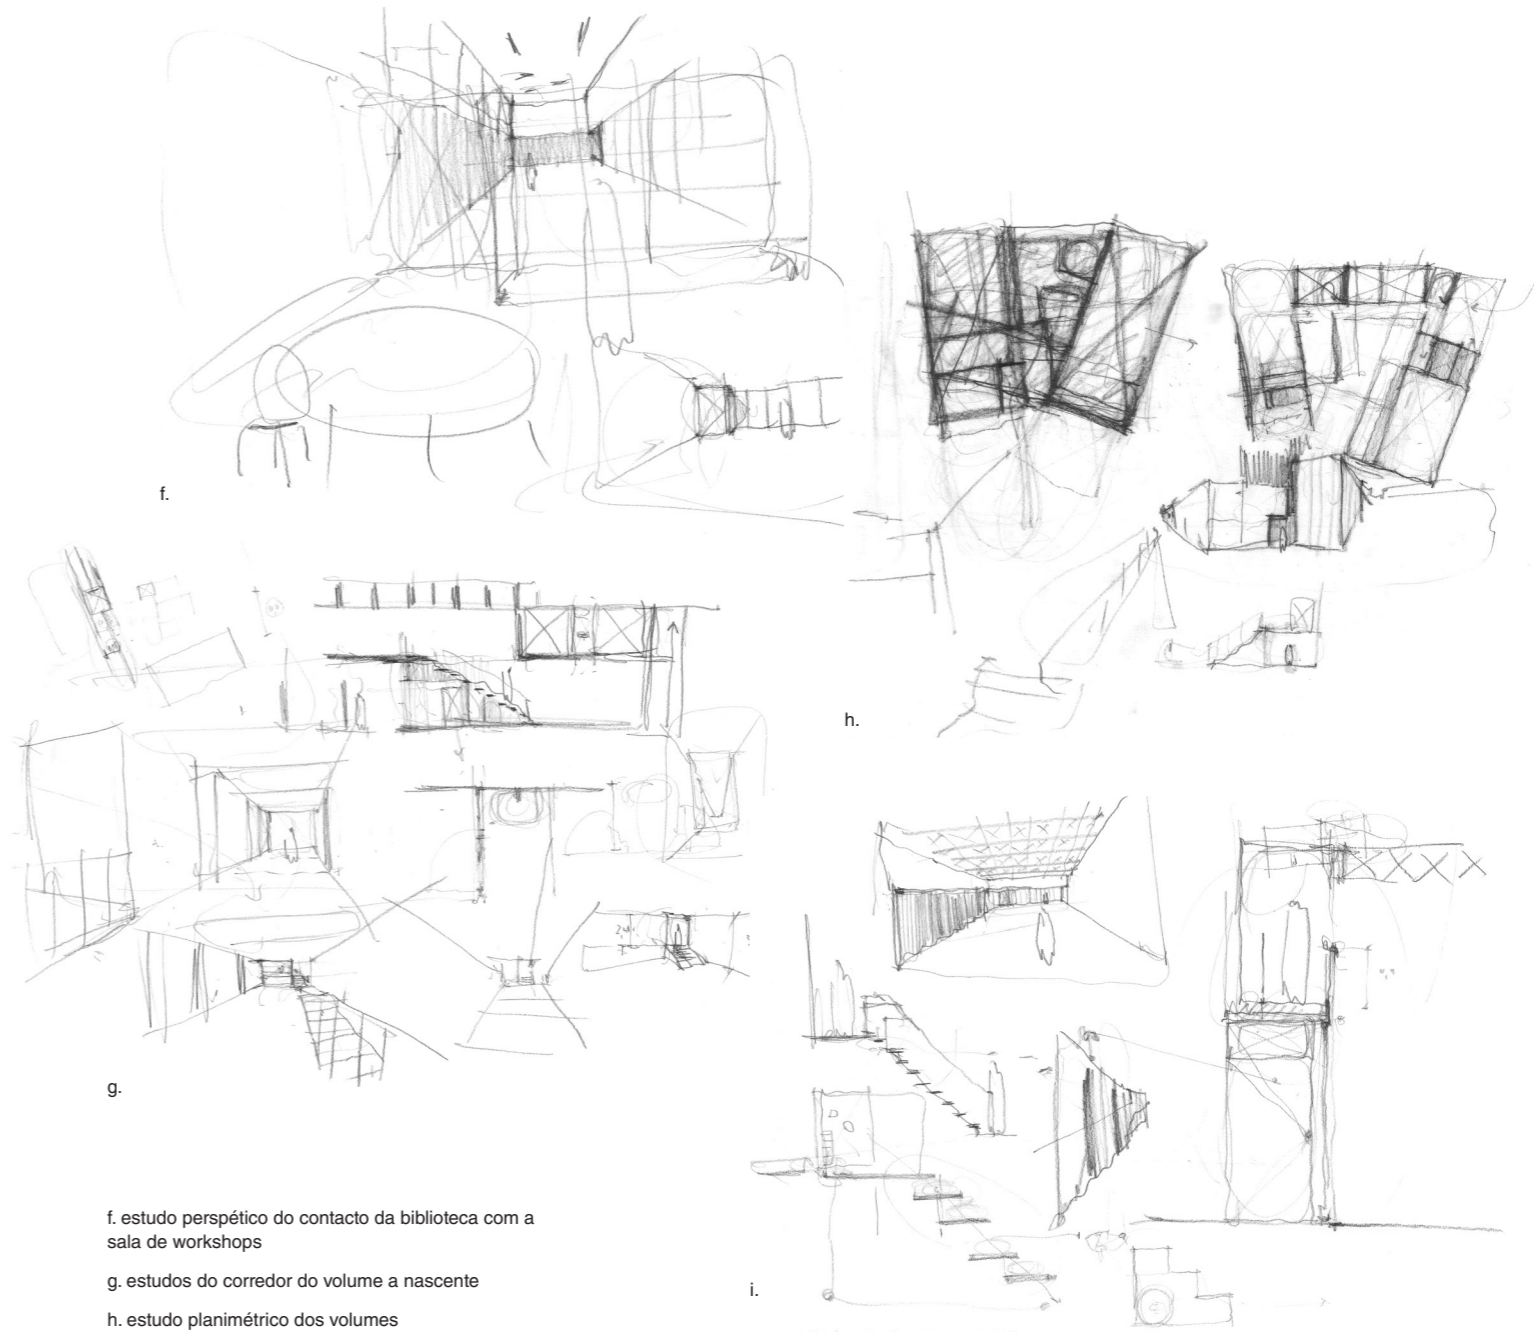 f.
h.
g.
i.
f. estudo perspético do contacto da biblioteca com a
sala de workshops
g. estudos do corredor do volume a nascente
h. estudo planimétrico dos volumes